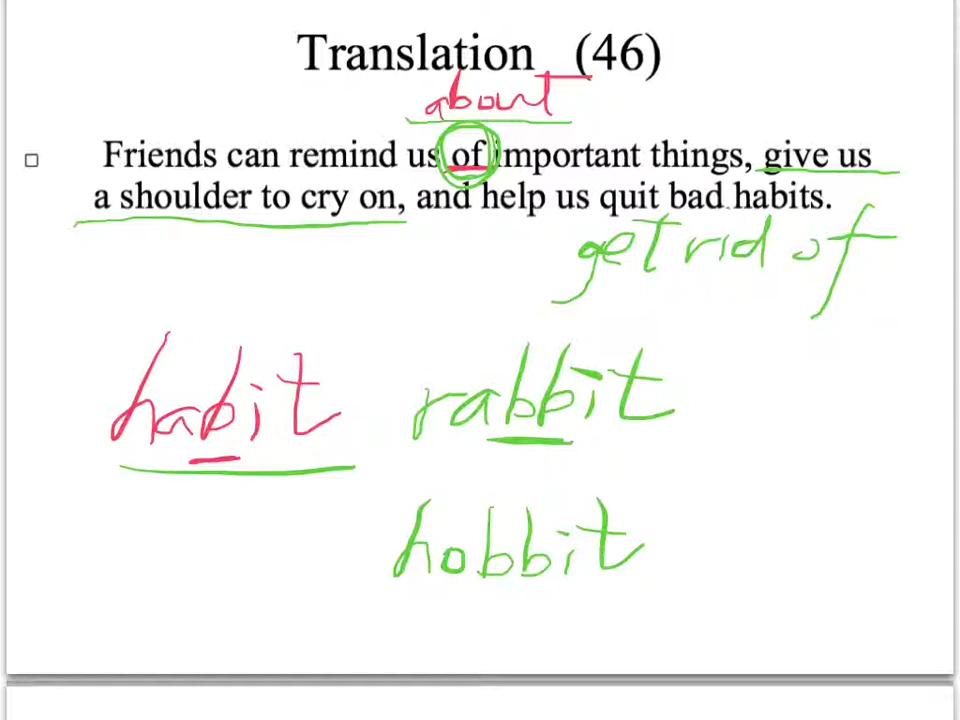 Translation (46)
about
Friends can remind us of important things, give us
a shoulder to cry on, and help us quit bad habits.
get rid of
habit rabbit
hobbit